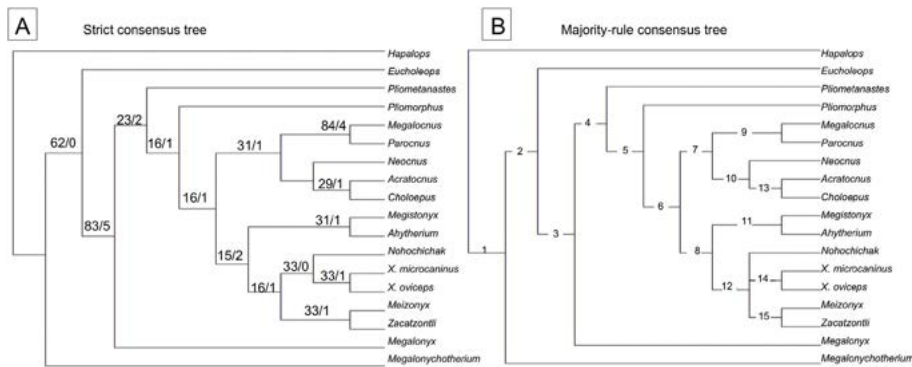 A Strict consensus tree
Hapalops
Eucholeops
Pliometanastes
Pliomorphus
Megalocnus
Parocnus
Neocnus
Acratocnus
Choloepus
Megistonyx
Ahytherium
Nohochichak
X. microcaninus
X. oviceps
Meizonyx
Zacatzontli
Megalonyx
Megalonychotherium
62/0
23/2
16/1
83/5
16/1
31/1
84/4
29/1
15/2
31/1
16/1
33/0
33/1
33/1
B Majority-rule consensus tree
Hapalops
Eucholeops
Pliometanastes
Pliomorphus
Megalocnus
Parocnus
Neocnus
Acratocnus
Choloepus
Megistonyx
Ahytherium
Nohochichak
X. microcaninus
X. oviceps
Meizonyx
Zacatzontli
Megalonyx
Megalonychotherium
1
2
3
4
5
6
7
8
9
10
11
12
13
14
15